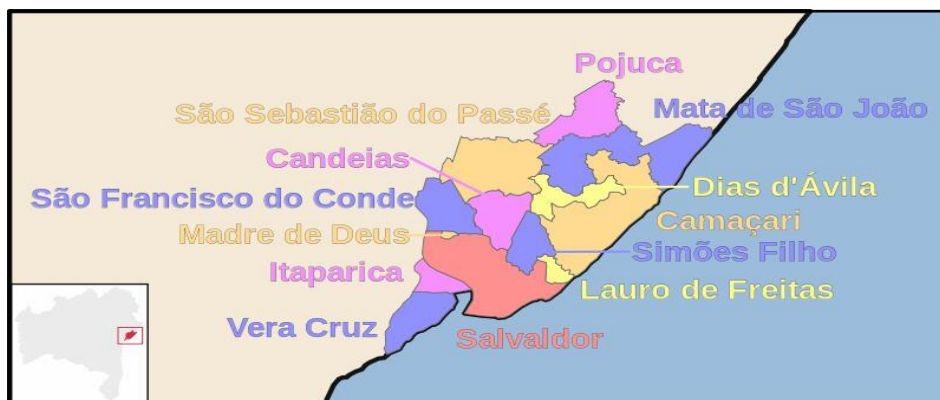 Pojuca
São Sebastião do Passé
Mata de São João
Candeias
Dias d'Ávila
São Francisco do Conde
Camaçari
Madre de Deus
Simões Filho
Itaparica
Lauro de Freitas
Vera Cruz
Salvaldor